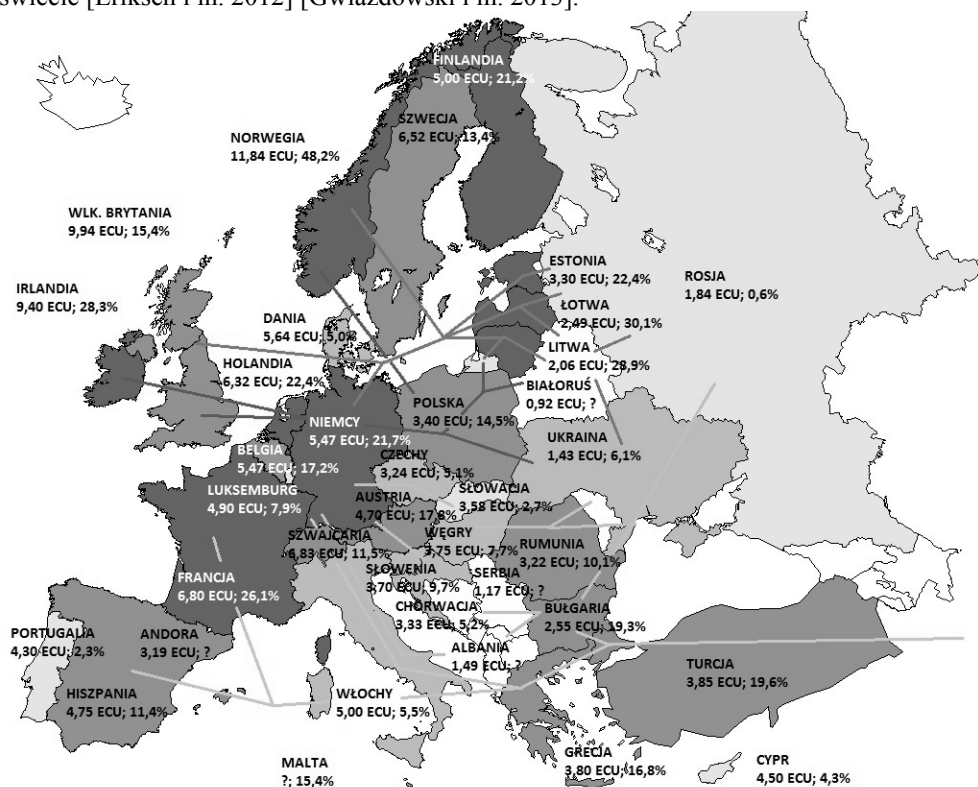 świecie [Eriksen i in. 2012] [Gwiazdowski i in. 2015].
FINLANDIA
5,00 ECU; 21,2%
SZWECJA
6,52 ECU; 13,4%
NORWEGIA
11,84 ECU; 48,2%
WLK. BRYTANIA
9,94 ECU; 15,4%
IRLANDIA
9,40 ECU; 28,3%
ESTONIA
3,30 ECU; 22,4%
ROSJA
1,84 ECU; 0,6%
ŁOTWA
2,49 ECU; 30,1%
DANIA
5,64 ECU; 5,0%
LITWA
2,06 ECU; 28,9%
HOLANDIA
6,32 ECU; 22,4%
BIAŁORUŚ
0,92 ECU; ?
POLSKA
3,40 ECU; 14,5%
NIEMCY
5,47 ECU; 21,7%
UKRAINA
1,43 ECU; 6,1%
BELGIA
5,47 ECU; 17,2%
CZECHY
3,24 ECU; 5,1%
SŁOWACJA
3,58 ECU; 2,7%
LUKSEMBURG
4,90 ECU; 7,9%
AUSTRIA
4,70 ECU; 17,8%
SZWAJCARIA
6,83 ECU; 11,5%
WĘGRY
3,75 ECU; 7,7%
RUMUNIA
3,22 ECU; 10,1%
SŁOWENIA
3,70 ECU; 9,7%
SERBIA
1,17 ECU; ?
FRANCJA
6,80 ECU; 26,1%
CHORWACJA
3,33 ECU; 5,2%
BUŁGARIA
2,55 ECU; 19,3%
PORTUGALIA
4,30 ECU; 2,3%
ANDORA
3,19 ECU; ?
ALBANIA
1,49 ECU; ?
TURCJA
3,85 ECU; 19,6%
HISZPANIA
4,75 ECU; 11,4%
WŁOCHY
5,00 ECU; 5,5%
GRECJA
3,80 ECU; 16,8%
MALTA
?; 15,4%
CYPR
4,50 ECU; 4,3%